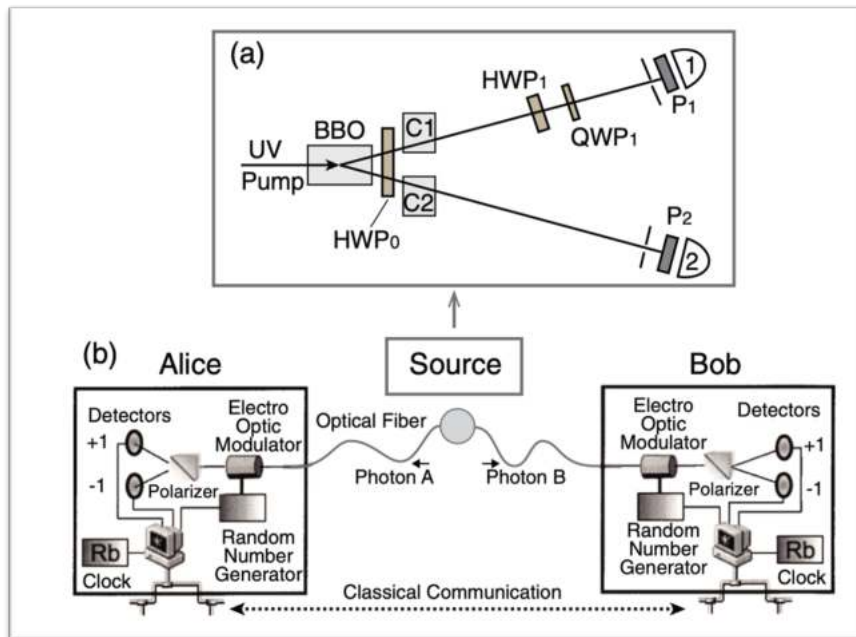 (a)
HWP1
1
P1
QWP1
C1
BBO
UV
Pump
C2
HWP0
P2
2
(b)
Alice
Source
Bob
Detectors
+1
-1
Electro
Optic
Modulator
Polarizer
Optical Fiber
Photon A
Photon B
Random
Number
Generator
Rb
Clock
Electro
Optic
Modulator
Detectors
+1
-1
Polarizer
Random
Number
Generator
Rb
Clock
Classical Communication